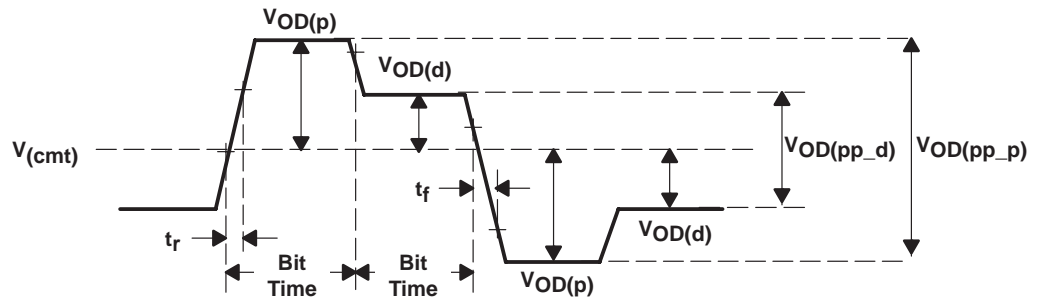 VOD(p)
VOD(d)
V(cmt)
VOD(pp_d)
VOD(pp_p)
tf
tr
VOD(d)
Bit
Time
Bit
Time
VOD(p)